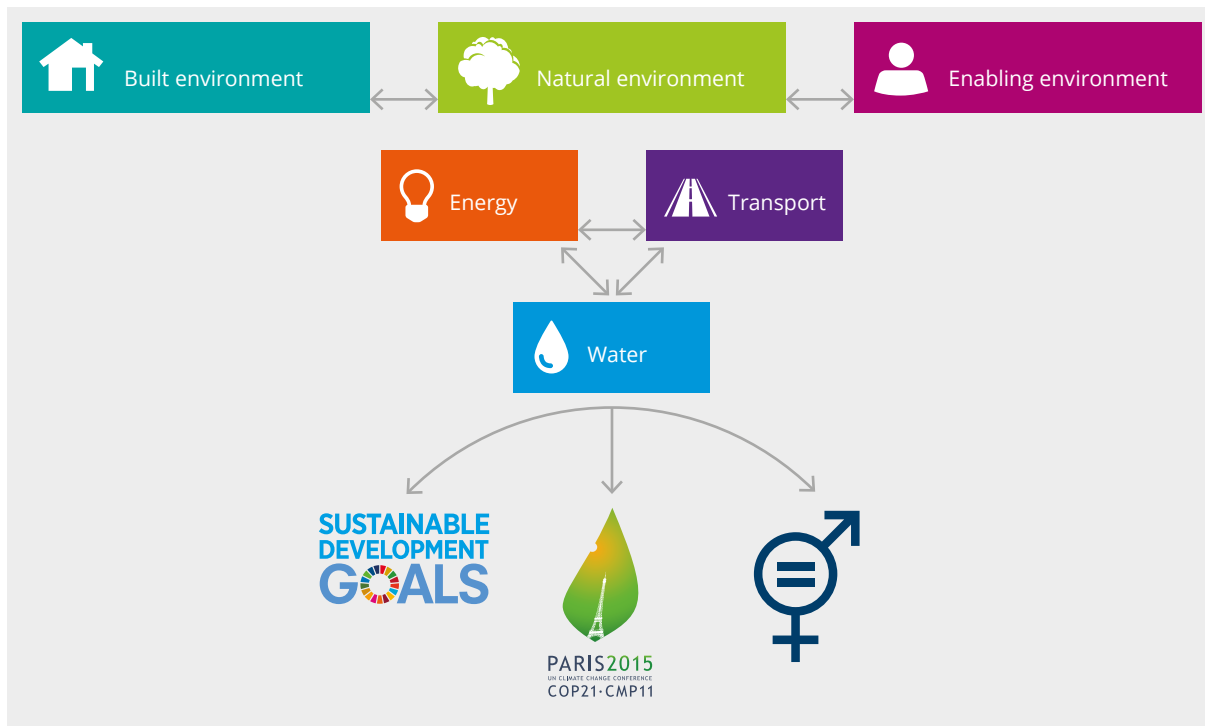 Built environment
Natural environment
Enabling environment
Energy
Transport
Water
SUSTAINABLE
DEVELOPMENT
GOALS
PARIS2015
UN CLIMATE CHANGE CONFERENCE
COP21·CMP11